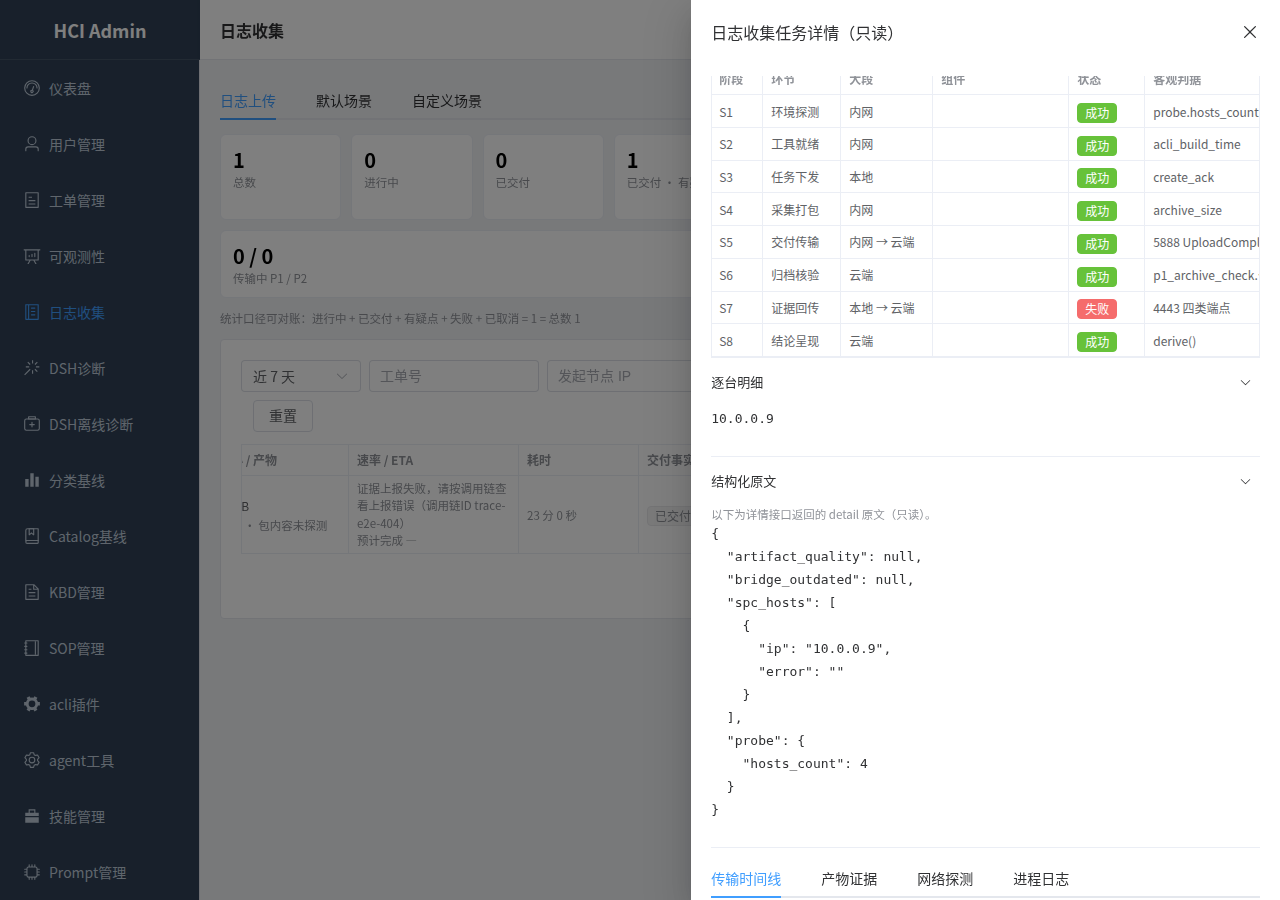 HCI Admin
仪表盘
用户管理
工单管理
可观测性
日志收集
DSH诊断
DSH离线诊断
分类基线
Catalog基线
KBD管理
SOP管理
acli插件
agent工具
技能管理
Prompt管理
日志收集
日志上传 默认场景 自定义场景
1 0 0 1
总数 进行中 已交付 已交付 · 有
0 / 0
传输中 P1 / P2
统计口径可对账：进行中 + 已交付 + 有疑点 + 失败 + 已取消 = 1 = 总数 1
近 7 天 工单号 发起节点 IP
重置
/ 产物 速率 / ETA 耗时 交付事实
B
· 包内容未探测
证据上报失败，请按调用链查
看上报错误（调用链ID trace-
e2e-404）
预计完成 —
23 分 0 秒
已交付
日志收集任务详情（只读）
阶段 环节 大段 组件 状态 客观判据
S1 环境探测 内网 成功 probe.hosts_count
S2 工具就绪 内网 成功 acli_build_time
S3 任务下发 本地 成功 create_ack
S4 采集打包 内网 成功 archive_size
S5 交付传输 内网 → 云端 成功 5888 UploadCompl
S6 归档核验 云端 成功 p1_archive_check.
S7 证据回传 本地 → 云端 失败 4443 四类端点
S8 结论呈现 云端 成功 derive()
逐台明细
10.0.0.9
结构化原文
以下为详情接口返回的 detail 原文（只读）。
{
  "artifact_quality": null,
  "bridge_outdated": null,
  "spc_hosts": [
    {
      "ip": "10.0.0.9",
      "error": ""
    }
  ],
  "probe": {
    "hosts_count": 4
  }
}
传输时间线 产物证据 网络探测 进程日志